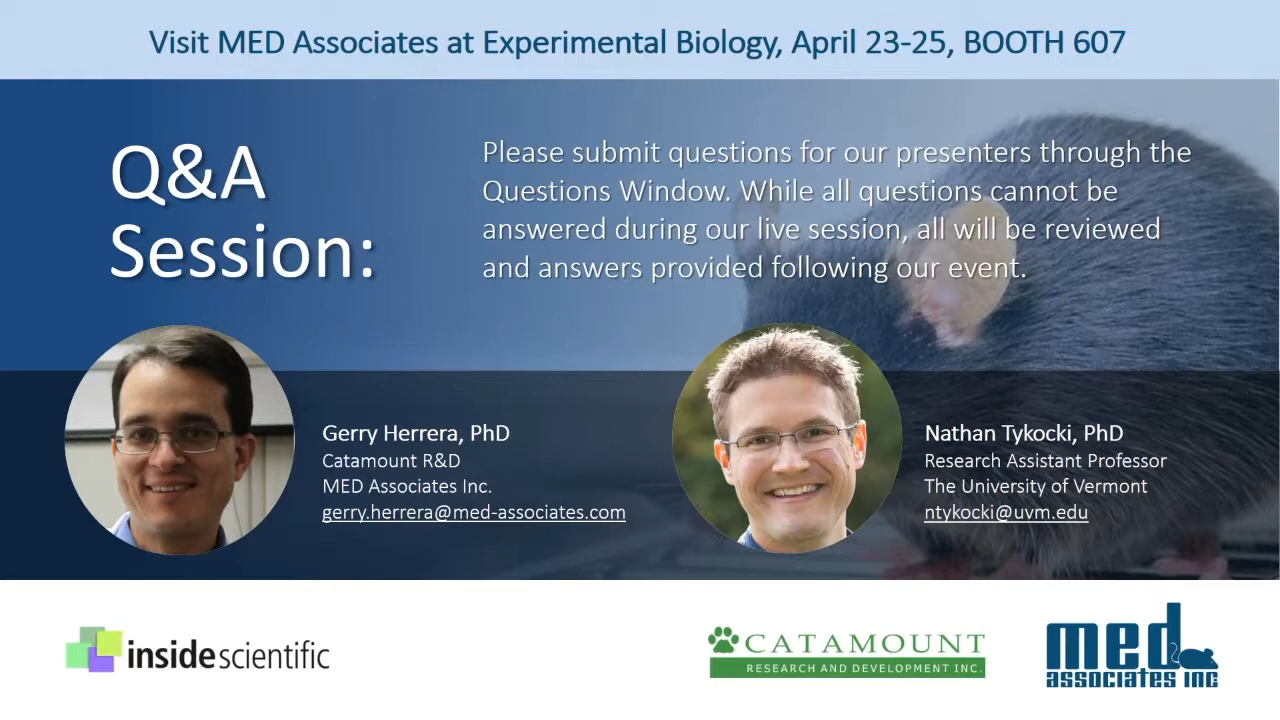 Visit MED Associates at Experimental Biology, April 23-25, BOOTH 607
Q&A
Session:
Please submit questions for our presenters through the
Questions Window. While all questions cannot be
answered during our live session, all will be reviewed
and answers provided following our event.
Gerry Herrera, PhD
Catamount R&D
MED Associates Inc.
gerry.herrera@med-associates.com
Nathan Tykocki, PhD
Research Assistant Professor
The University of Vermont
ntykocki@uvm.edu
insidescientific
CATAMOUNT
RESEARCH AND DEVELOPMENT INC.
med
associates inc